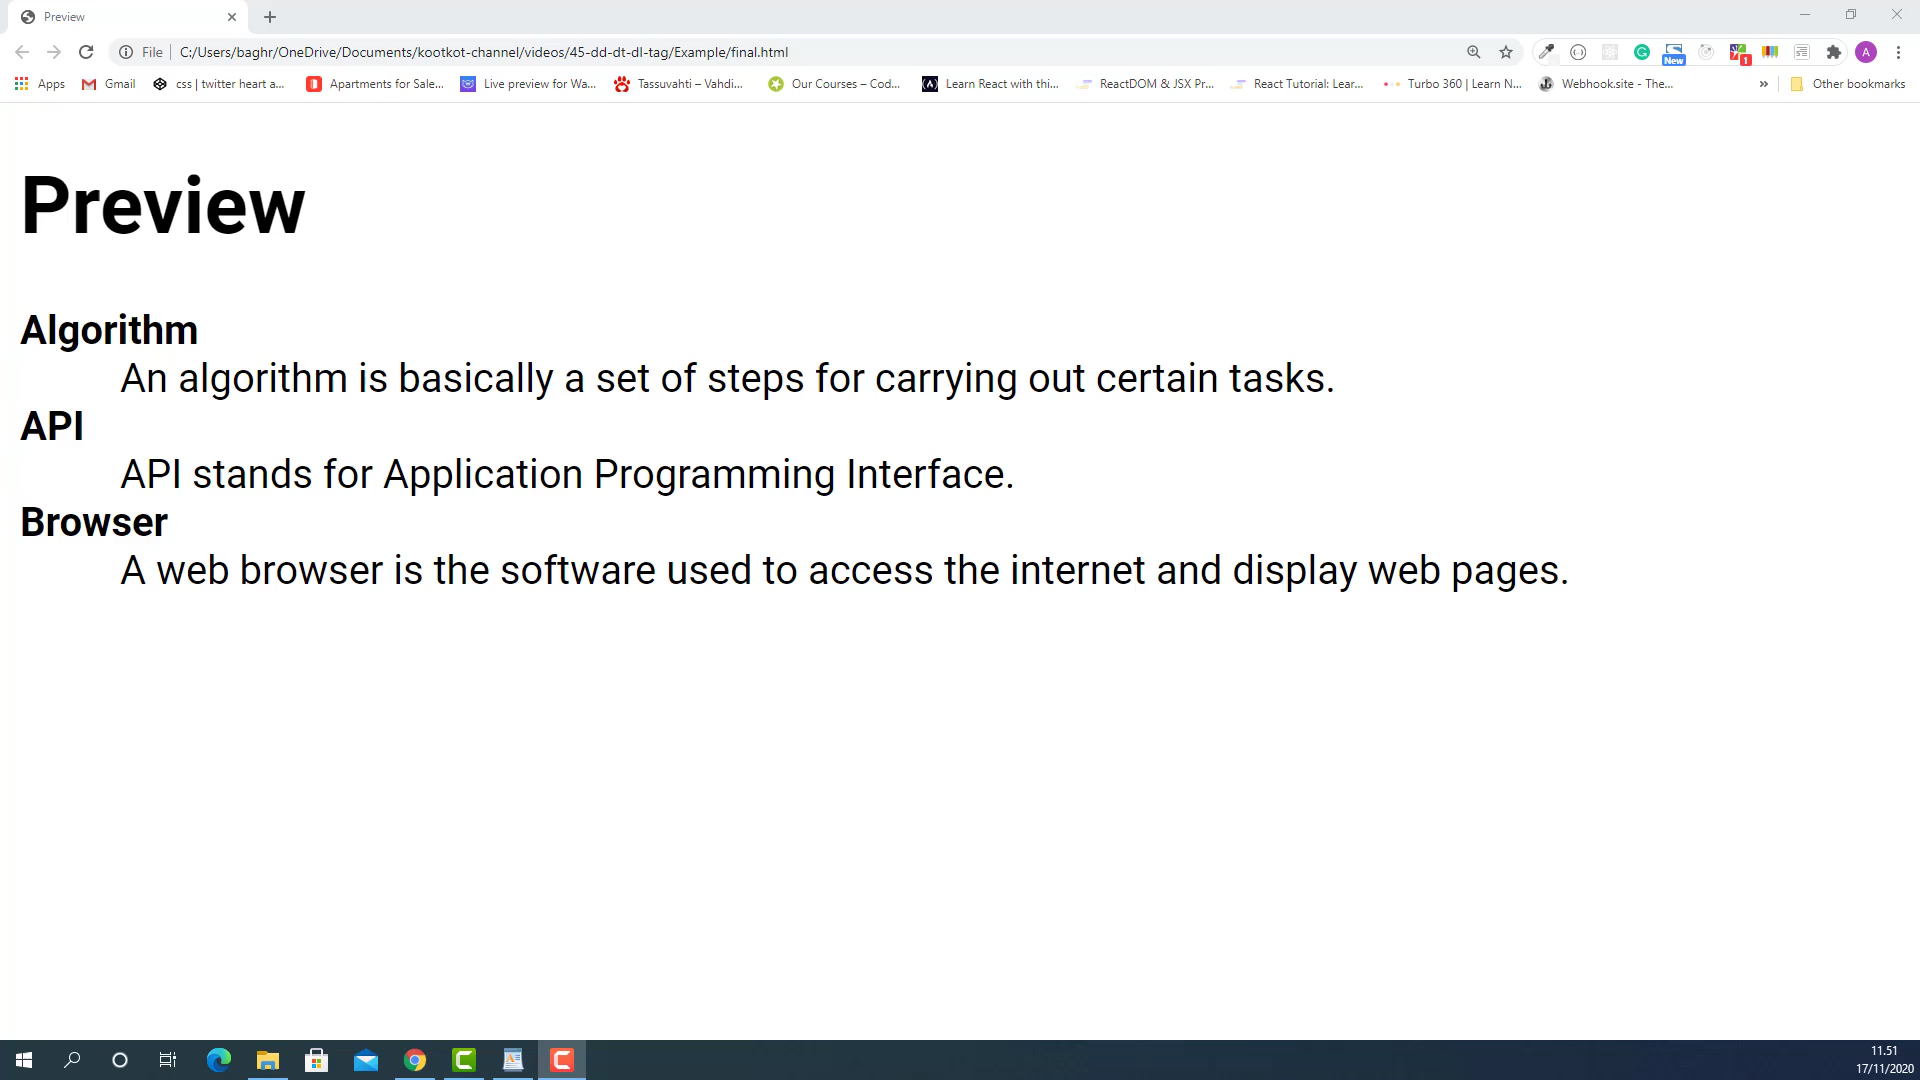 Preview
File
C:/Users/baghr/OneDrive/Documents/kootkot-channel/videos/45-dd-dt-dl-tag/Example/final.html
New
1
A
Apps
Gmail
css | twitter heart a...
Apartments for Sale...
Live preview for Wa...
Tassuvahti – Vahdi...
Our Courses – Cod...
Learn React with thi...
ReactDOM & JSX Pr...
React Tutorial: Lear...
Turbo 360 | Learn N...
Webhook.site - The...
»
Other bookmarks
Preview
Algorithm
An algorithm is basically a set of steps for carrying out certain tasks.
API
API stands for Application Programming Interface.
Browser
A web browser is the software used to access the internet and display web pages.
11.51
17/11/2020